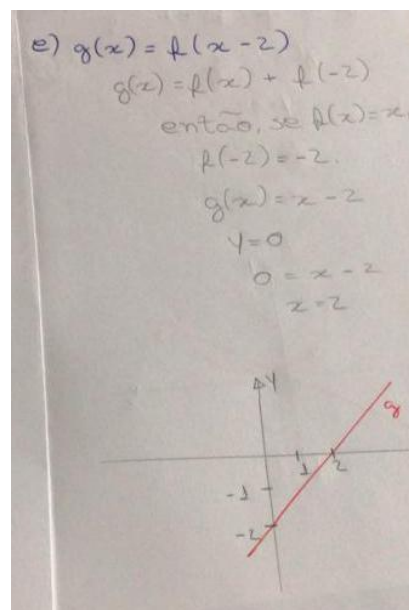 e) g(x) = f(x-2)
g(x) = f(x) + f(-2)
então, se f(x)=x,
f(-2) = -2.
g(x) = x - 2
Y=0
0 = x - 2
x = 2
Y
g
1
2
-1
-2